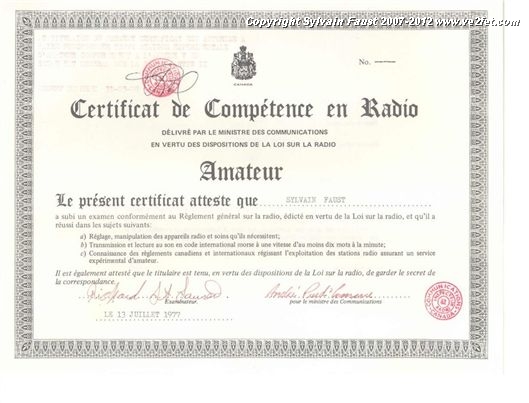 Copyright Sylvain Faust 2007-2012 www.ve2fet.com
No. -----
CANADA
Certificat de Compétence en Radio
DÉLIVRÉ PAR LE MINISTRE DES COMMUNICATIONS
EN VERTU DES DISPOSITIONS DE LA LOI SUR LA RADIO
Amateur
Le présent certificat atteste que SYLVAIN FAUST
a subi un examen conformément au Règlement général sur la radio, édicté en vertu de la Loi sur la radio, et qu'il a
réussi dans les sujets suivants:
a) Réglage, manipulation des appareils radio et soins qu'ils nécessitent;
b) Transmission et lecture au son en code international morse à une vitesse d'au moins dix mots à la minute;
c) Connaissance des règlements canadiens et internationaux régissant l'exploitation des stations radio assurant un service
expérimental d'amateur.
Il est également attesté que le titulaire est tenu, en vertu des dispositions de la Loi sur la radio, de garder le secret de
la correspondance.
Examinateur.
pour le ministre des Communications
LE 13 JUILLET 1977